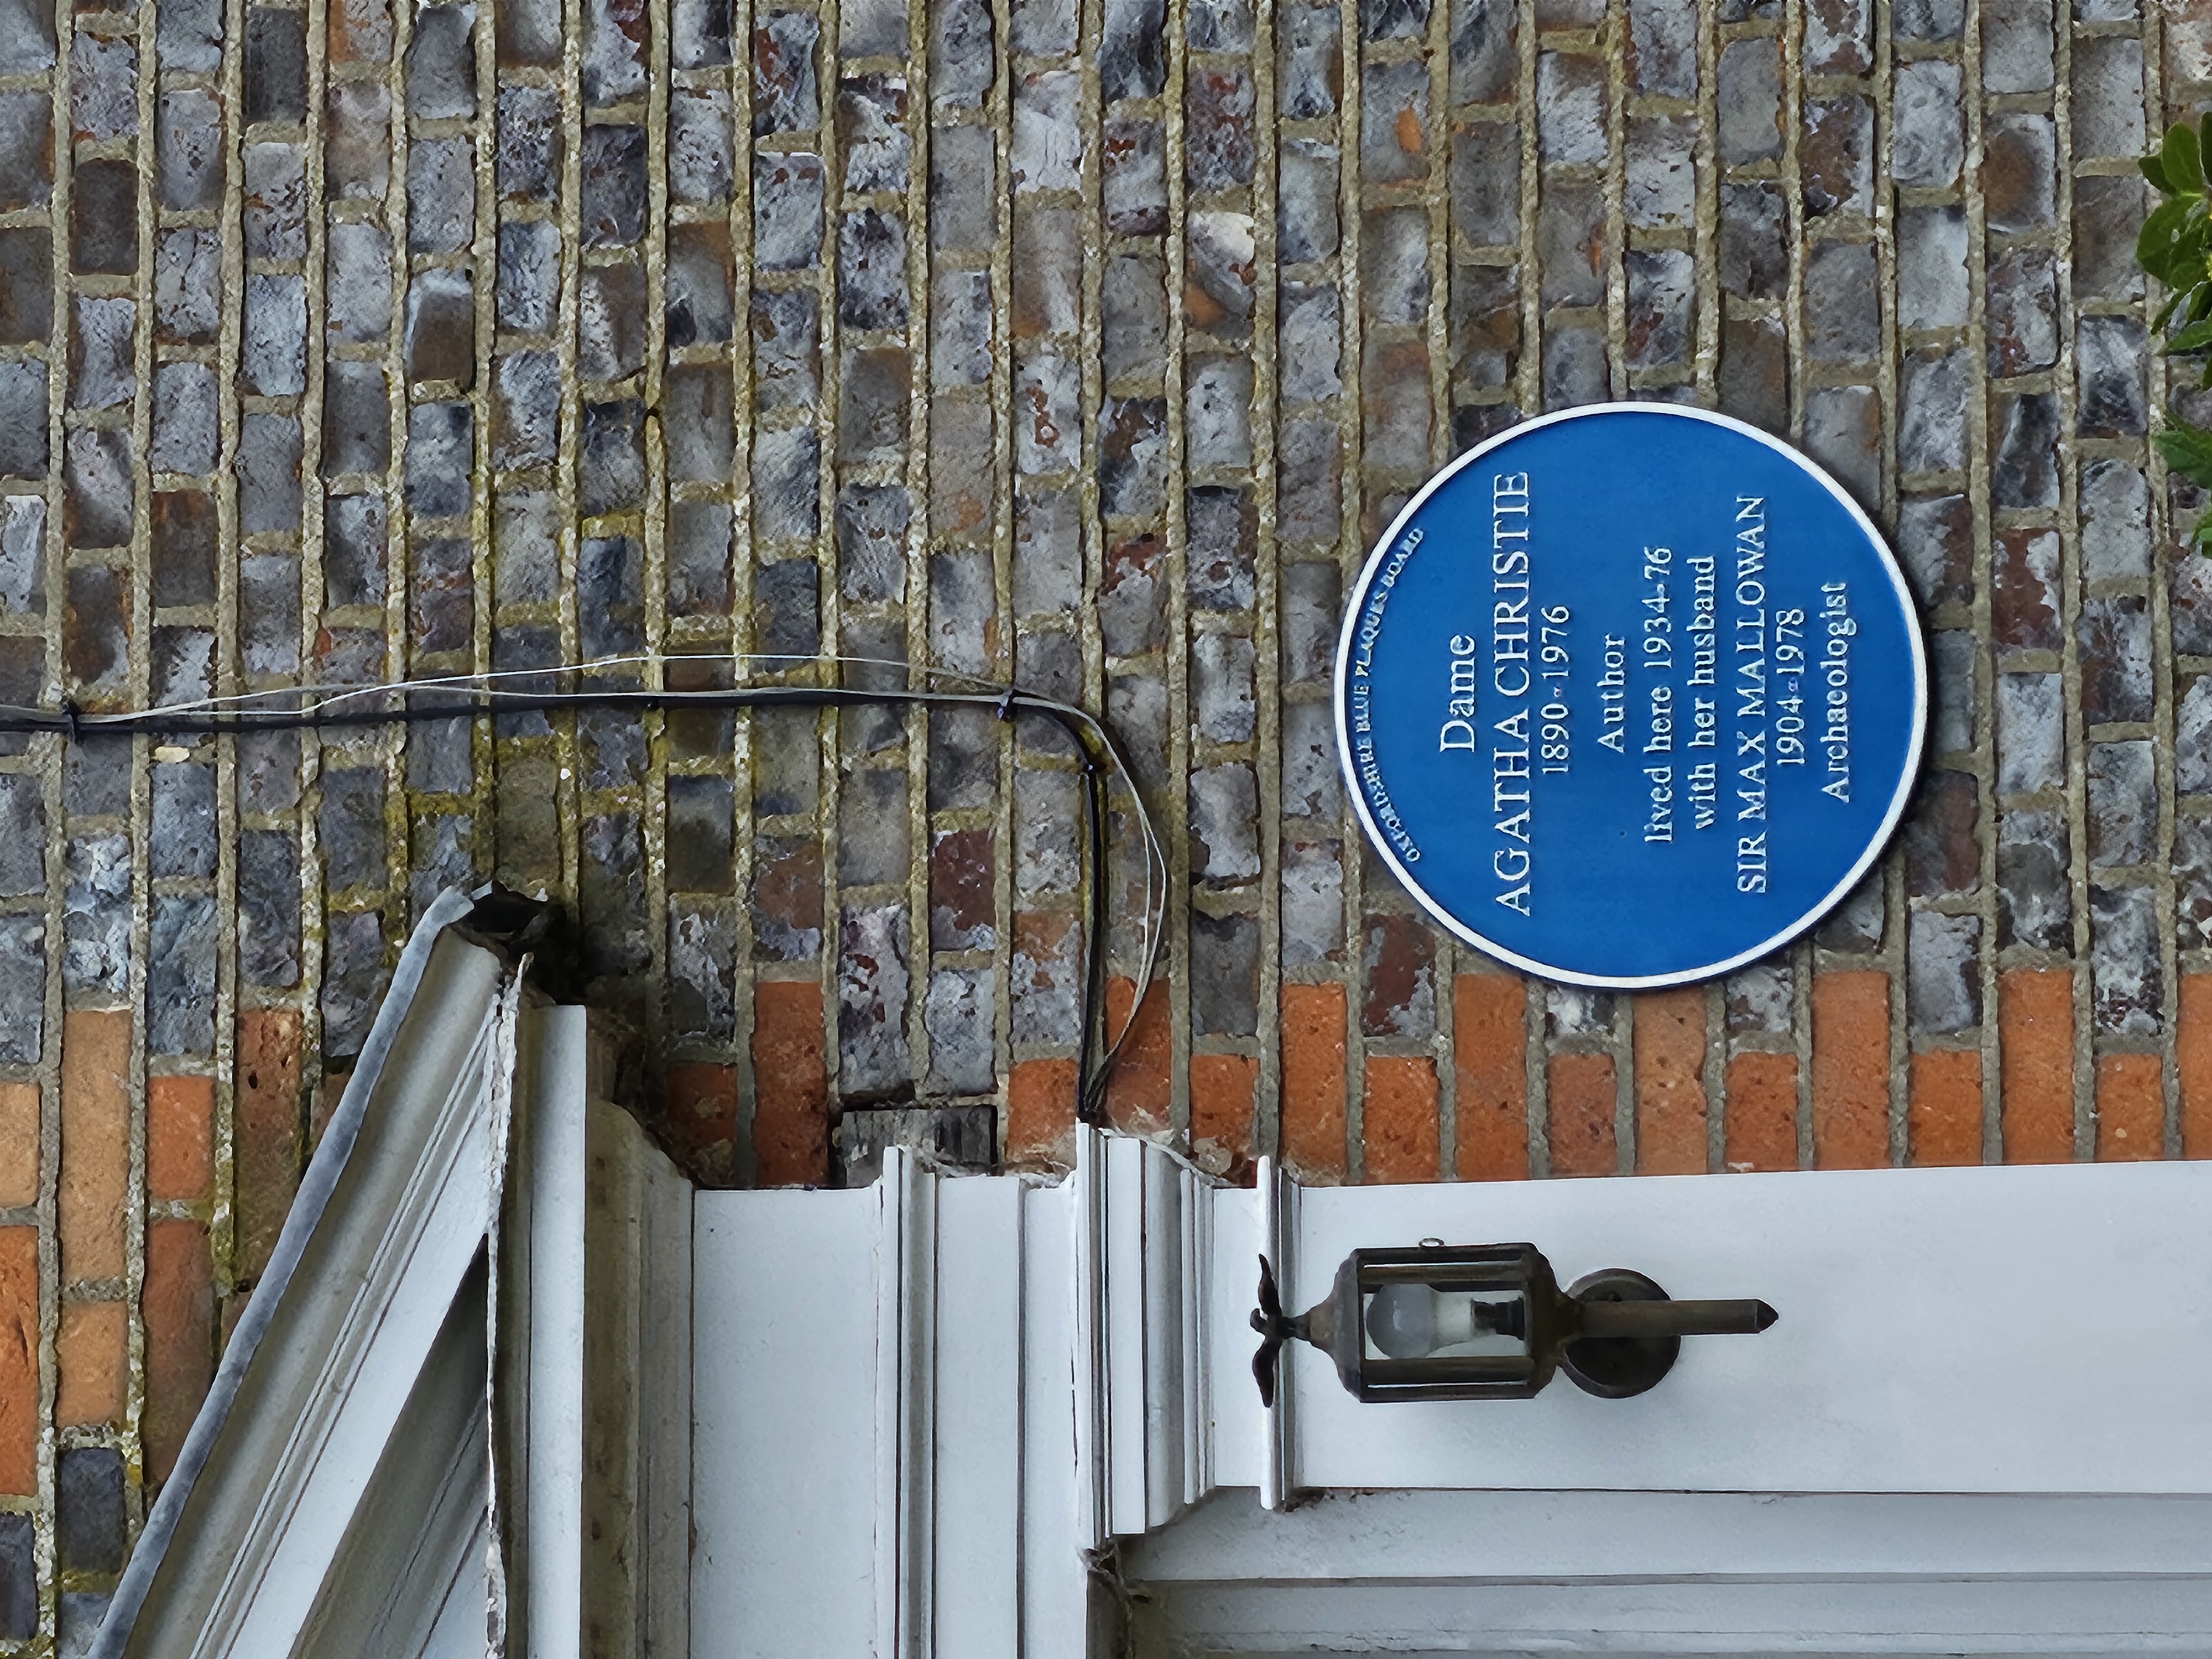 OXFORDSHIRE BLUE PLAQUES BOARD
Dame
AGATHA CHRISTIE
1890-1976
Author
lived here 1934-76
with her husband
SIR MAX MALLOWAN
1904-1978
Archaeologist